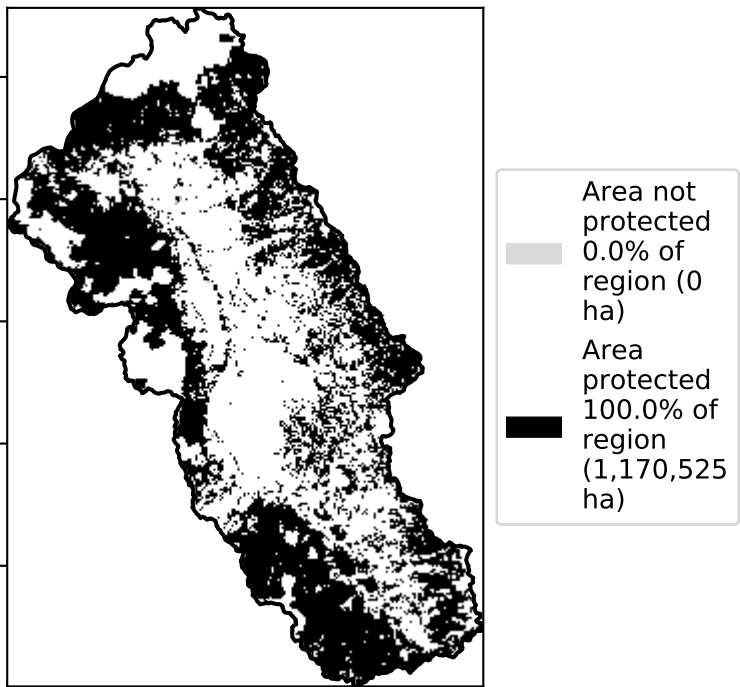 Area not
protected
0.0% of
region (0
ha)
Area
protected
100.0% of
region
(1,170,525
ha)